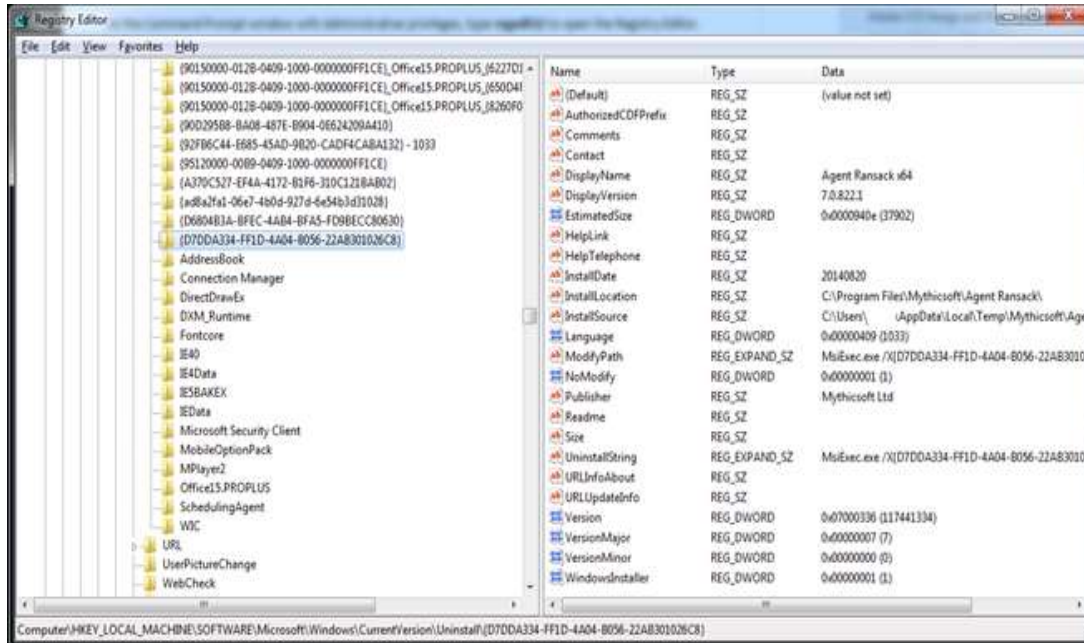 Registry Editor
File Edit View Favorites Help
{90150000-012B-0409-1000-0000000FF1CE}_Office15.PROPLUS_{6227D1
{90150000-012B-0409-1000-0000000FF1CE}_Office15.PROPLUS_{650D4
{90150000-012B-0409-1000-0000000FF1CE}_Office15.PROPLUS_{8260F0
{90D295B8-BA08-487E-B904-0E624209A410}
{92FB6C44-E685-45AD-9B20-CADF4CABA132} - 1033
{95120000-00B9-0409-1000-0000000FF1CE}
{A370C527-EF4A-4172-B1F6-310C121BAB02}
{ad8a2fa1-06e7-4b0d-927d-6e54b3d31028}
{D6804B3A-BFEC-4AB4-BFA5-FD9BECC80630}
{D7DDA334-FF1D-4A04-B056-22AB301026C8}
AddressBook
Connection Manager
DirectDrawEx
DXM_Runtime
Fontcore
IE40
IE4Data
IE5BAKEX
IEData
Microsoft Security Client
MobileOptionPack
MPlayer2
Office15.PROPLUS
SchedulingAgent
WIC
URL
UserPictureChange
WebCheck
Name Type Data
(Default) REG_SZ (value not set)
AuthorizedCDFPrefix REG_SZ
Comments REG_SZ
Contact REG_SZ
DisplayName REG_SZ Agent Ransack x64
DisplayVersion REG_SZ 7.0.822.1
EstimatedSize REG_DWORD 0x0000940e (37902)
HelpLink REG_SZ
HelpTelephone REG_SZ
InstallDate REG_SZ 20140820
InstallLocation REG_SZ C:\Program Files\Mythicsoft\Agent Ransack\
InstallSource REG_SZ C:\Users\ \AppData\Local\Temp\Mythicsoft\Age
Language REG_DWORD 0x00000409 (1033)
ModifyPath REG_EXPAND_SZ MsiExec.exe /X{D7DDA334-FF1D-4A04-B056-22AB3010
NoModify REG_DWORD 0x00000001 (1)
Publisher REG_SZ Mythicsoft Ltd
Readme REG_SZ
Size REG_SZ
UninstallString REG_EXPAND_SZ MsiExec.exe /X{D7DDA334-FF1D-4A04-B056-22AB3010
URLInfoAbout REG_SZ
URLUpdateInfo REG_SZ
Version REG_DWORD 0x07000336 (117441334)
VersionMajor REG_DWORD 0x00000007 (7)
VersionMinor REG_DWORD 0x00000000 (0)
WindowsInstaller REG_DWORD 0x00000001 (1)
Computer\HKEY_LOCAL_MACHINE\SOFTWARE\Microsoft\Windows\CurrentVersion\Uninstall\{D7DDA334-FF1D-4A04-B056-22AB301026C8}